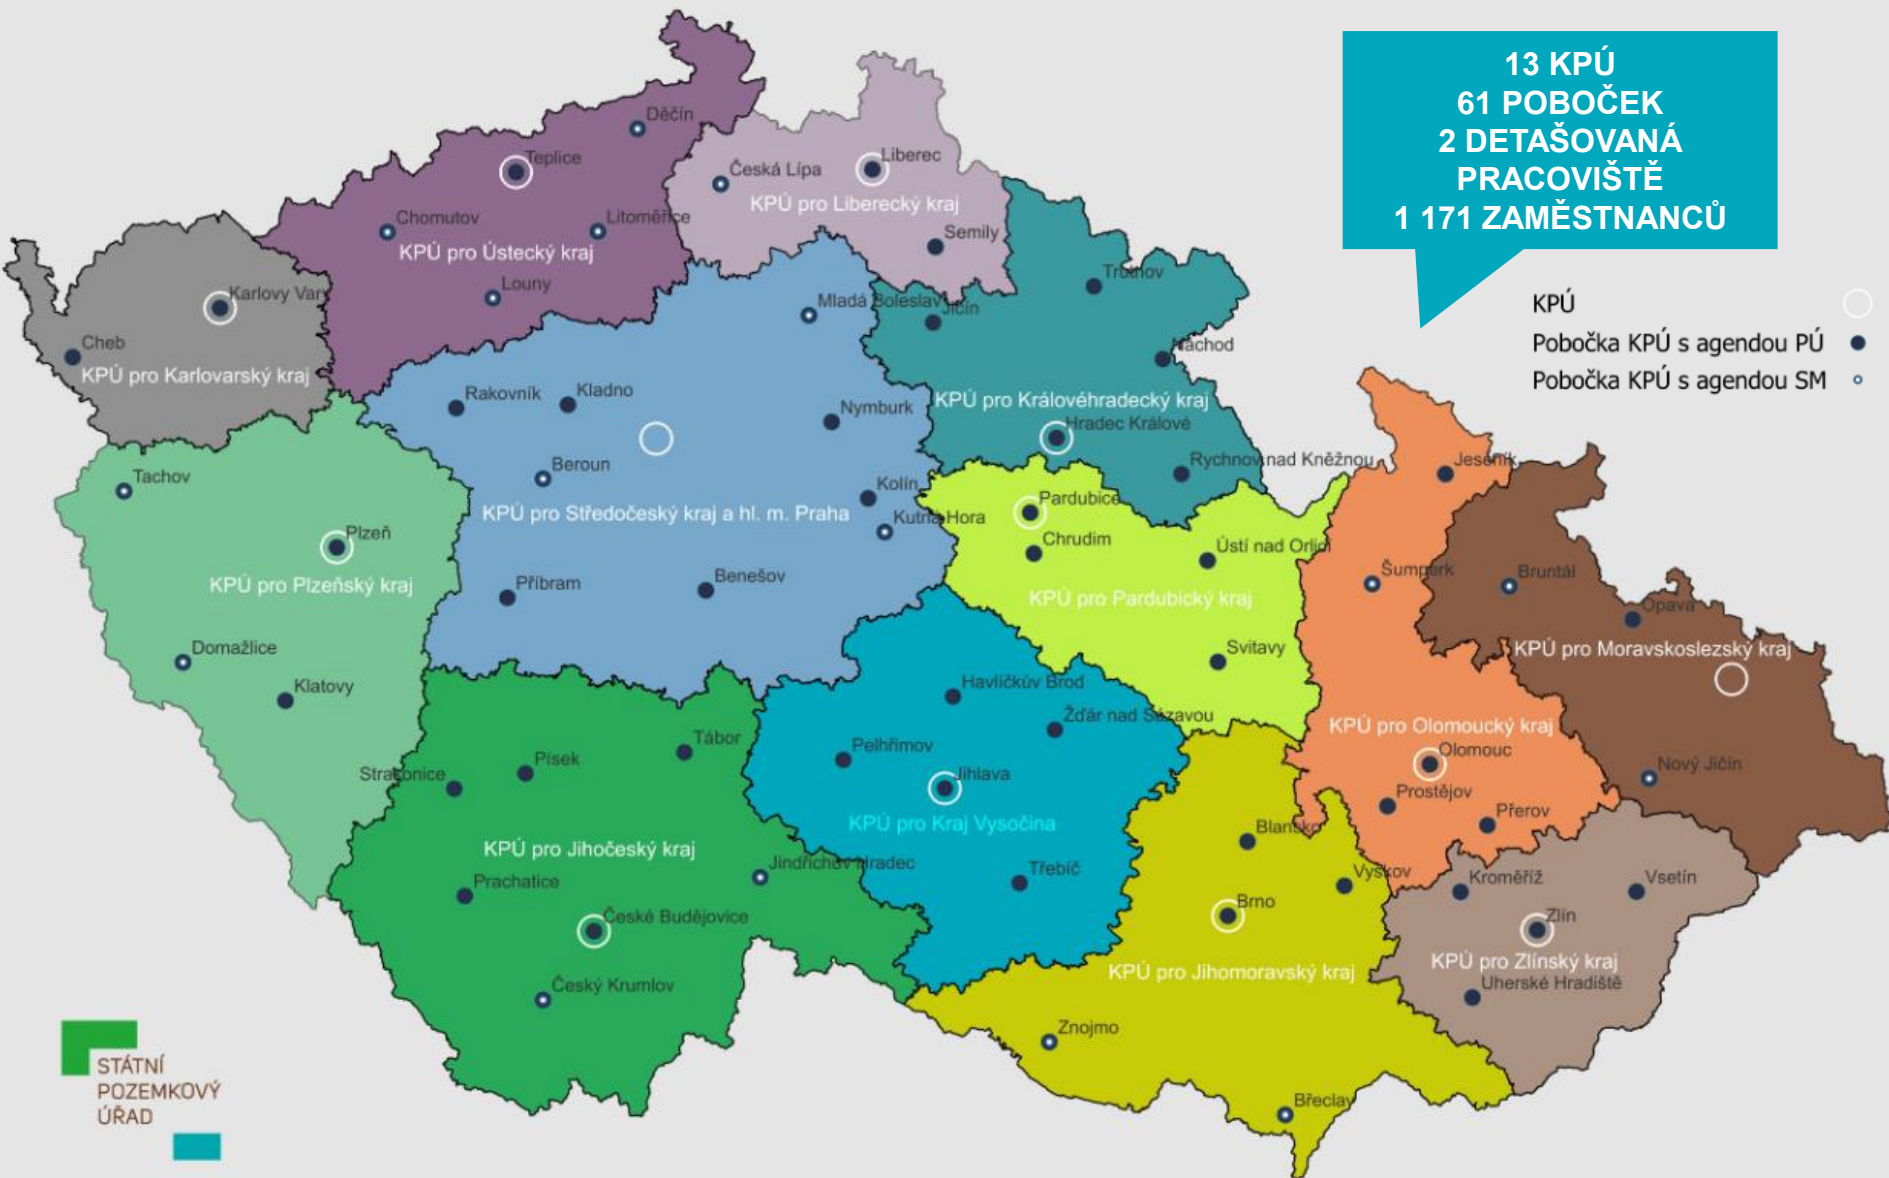 13 KPÚ
61 POBOČEK
2 DETAŠOVANÁ
PRACOVIŠTĚ
1 171 ZAMĚSTNANCŮ
KPÚ
Pobočka KPÚ s agendou PÚ
Pobočka KPÚ s agendou SM
Děčín
Teplice
Chomutov
Litoměřice
KPÚ pro Ústecký kraj
Louny
Česká Lípa
Liberec
KPÚ pro Liberecký kraj
Semily
Karlovy Vary
Cheb
KPÚ pro Karlovarský kraj
Trutnov
Jičín
Náchod
KPÚ pro Královéhradecký kraj
Hradec Králové
Rychnov nad Kněžnou
Mladá Boleslav
Rakovník
Kladno
Nymburk
Beroun
Kolín
KPÚ pro Středočeský kraj a hl. m. Praha
Kutná Hora
Příbram
Benešov
Tachov
Plzeň
KPÚ pro Plzeňský kraj
Domažlice
Klatovy
Pardubice
Chrudim
Ústí nad Orlicí
KPÚ pro Pardubický kraj
Svitavy
Jeseník
Šumperk
KPÚ pro Olomoucký kraj
Olomouc
Prostějov
Přerov
Bruntál
Opava
KPÚ pro Moravskoslezský kraj
Nový Jičín
Havlíčkův Brod
Žďár nad Sázavou
Pelhřimov
Jihlava
KPÚ pro Kraj Vysočina
Třebíč
Tábor
Písek
Strakonice
KPÚ pro Jihočeský kraj
Jindřichův Hradec
Prachatice
České Budějovice
Český Krumlov
Blansko
Vyškov
Brno
KPÚ pro Jihomoravský kraj
Znojmo
Břeclav
Kroměříž
Vsetín
Zlín
KPÚ pro Zlínský kraj
Uherské Hradiště
STÁTNÍ
POZEMKOVÝ
ÚŘAD